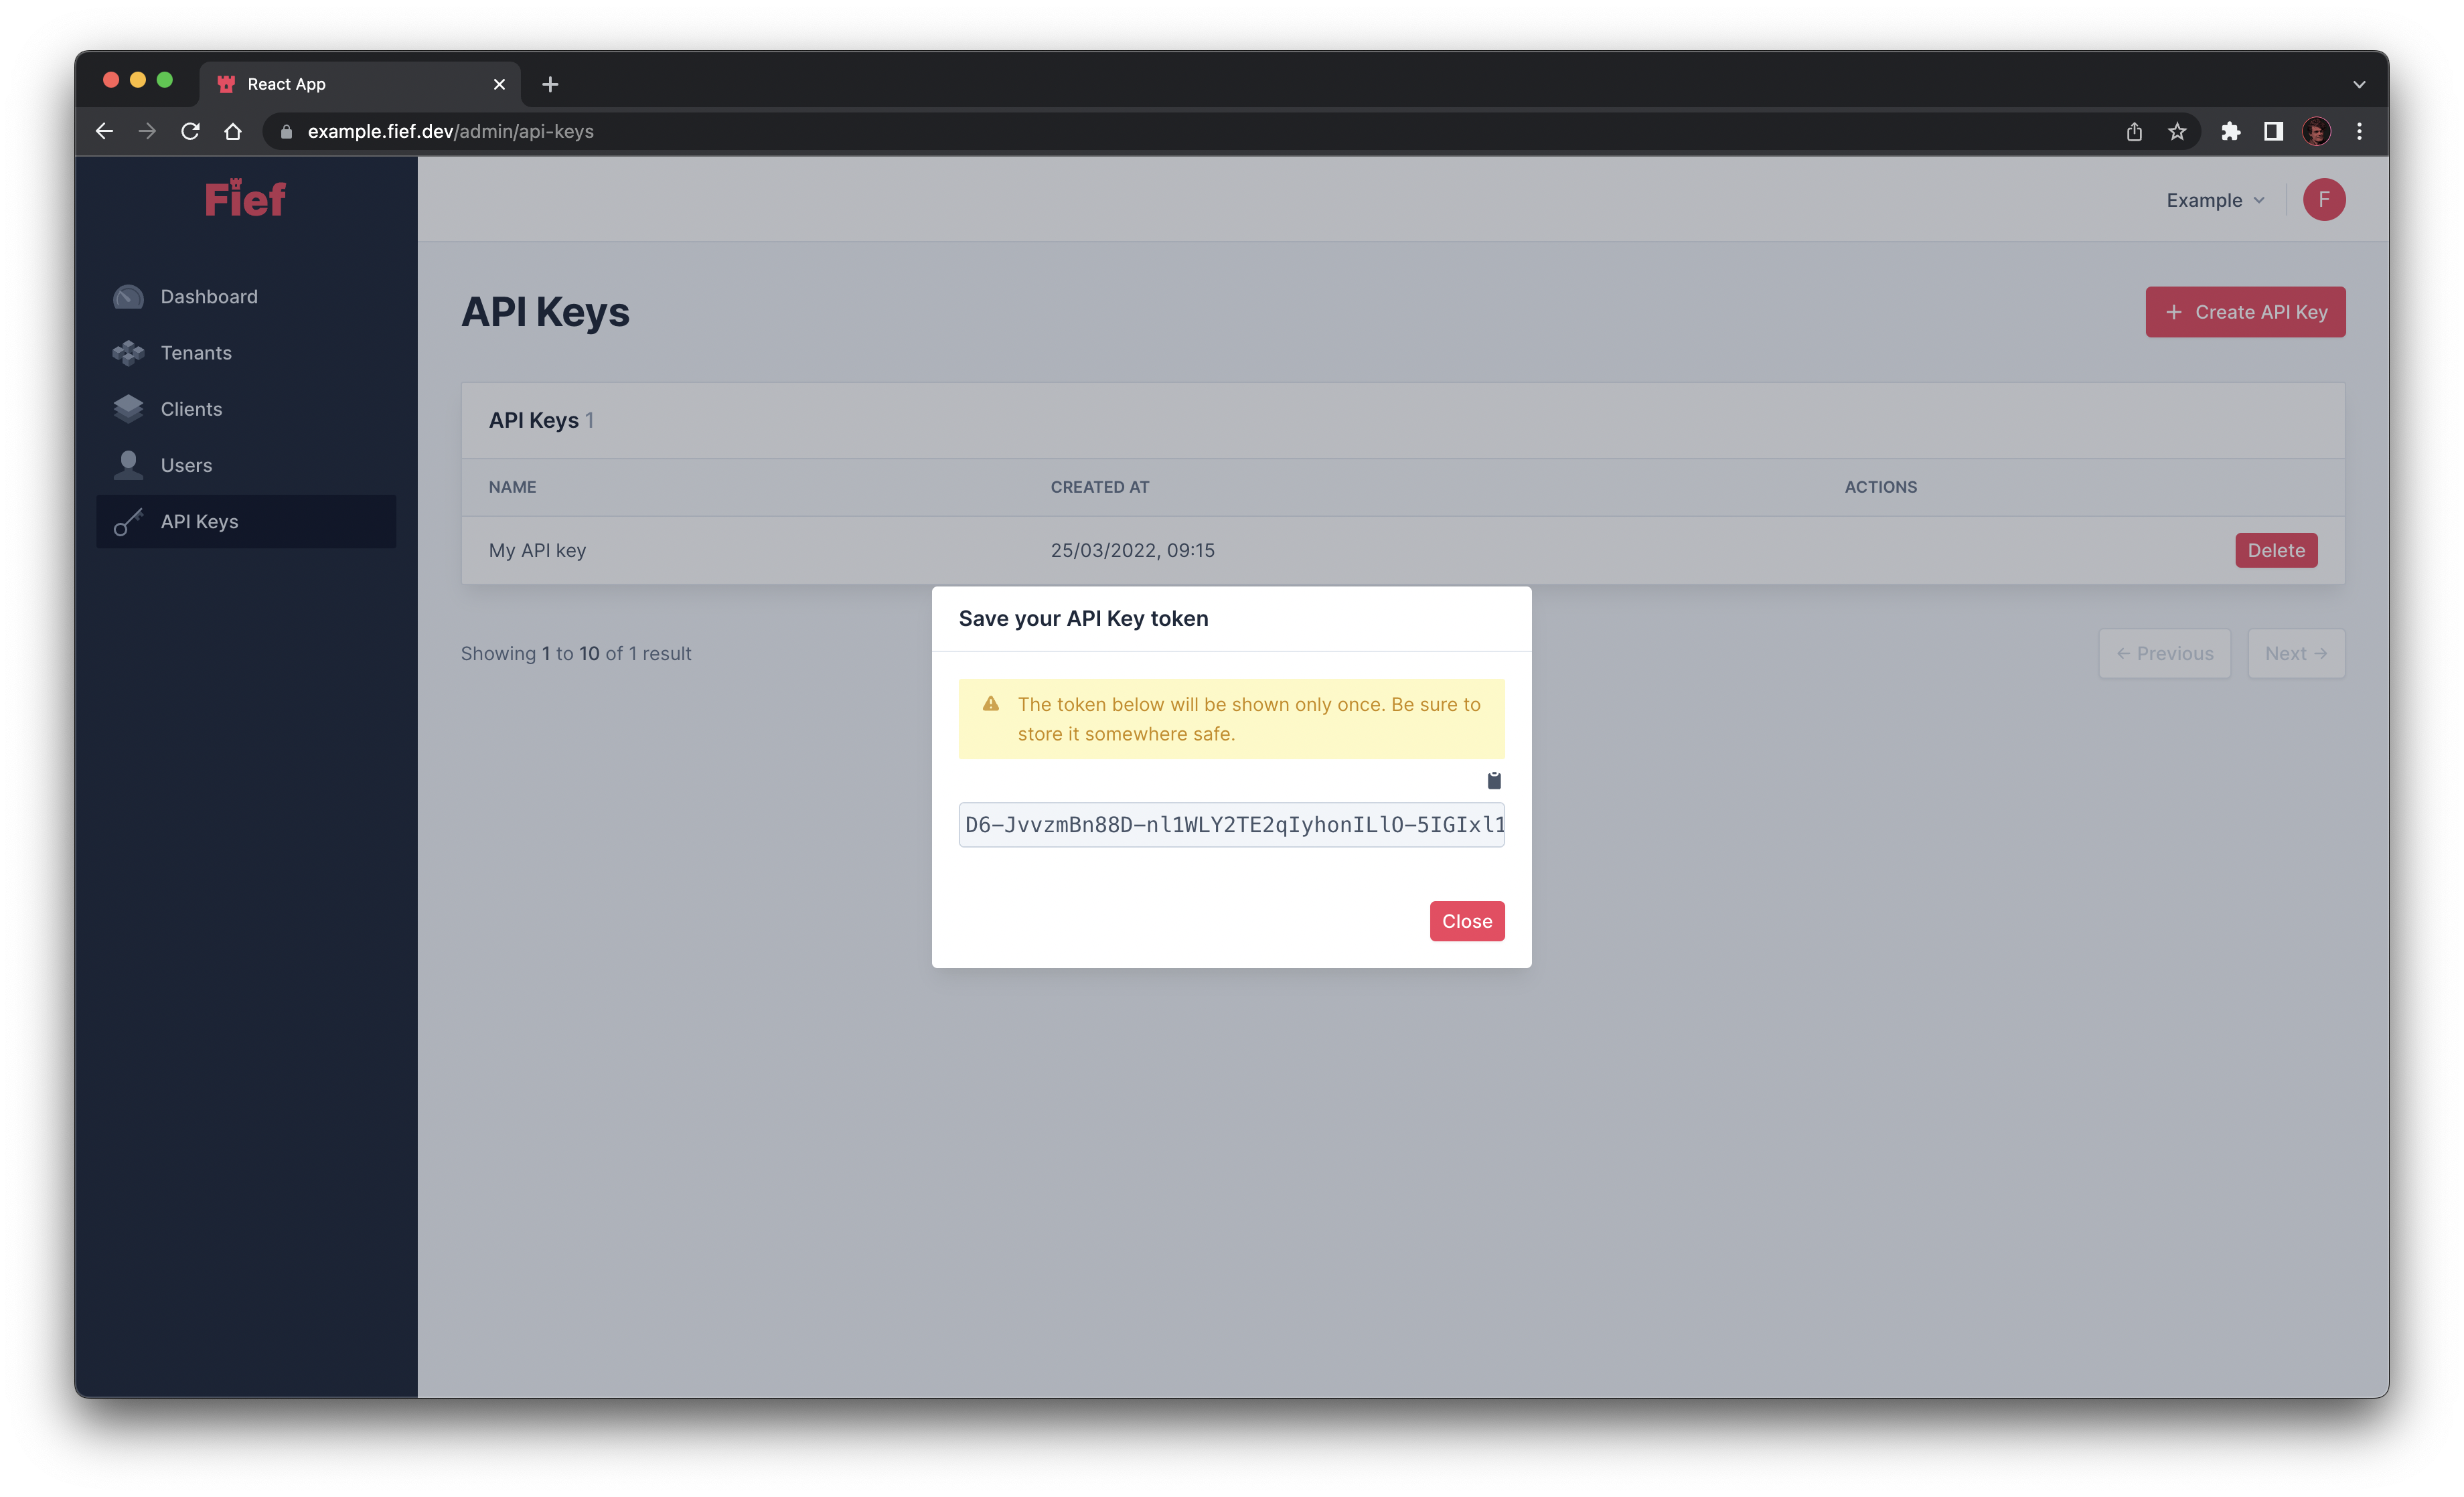 React App
example.fief.dev/admin/api-keys
Fief
Example
F
Dashboard
Tenants
Clients
Users
API Keys
API Keys
Create API Key
API Keys 1
NAME CREATED AT ACTIONS
My API key 25/03/2022, 09:15 Delete
Showing 1 to 10 of 1 result
← Previous Next →
Save your API Key token
The token below will be shown only once. Be sure to
store it somewhere safe.
D6-JvvzmBn88D-nl1WLY2TE2qIyhonILlO-5IGIxl1
Close